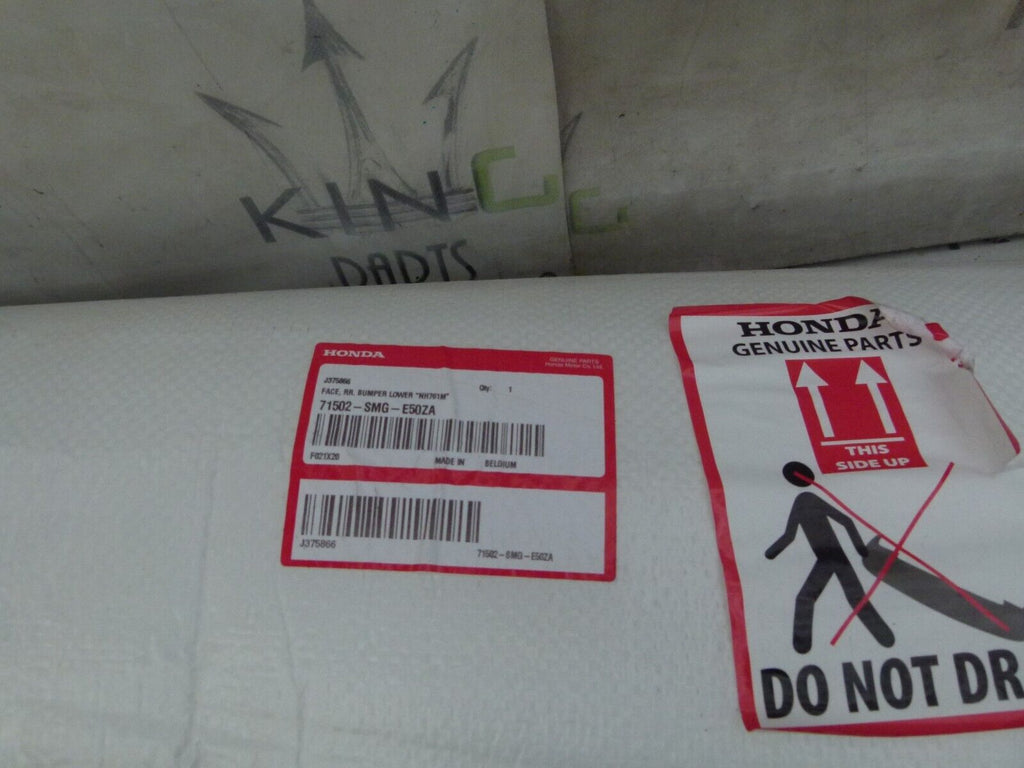 KING
PARTS
HONDA
GENUINE PARTS
Honda Motor Co., Ltd.
J375866
Qty: 1
FACE, RR. BUMPER LOWER "NH761M"
71502-SMG-E50ZA
F021X20 MADE IN BELGIUM
J375866
71502-SMG-E50ZA
HONDA
GENUINE PARTS
THIS
SIDE UP
DO NOT DR